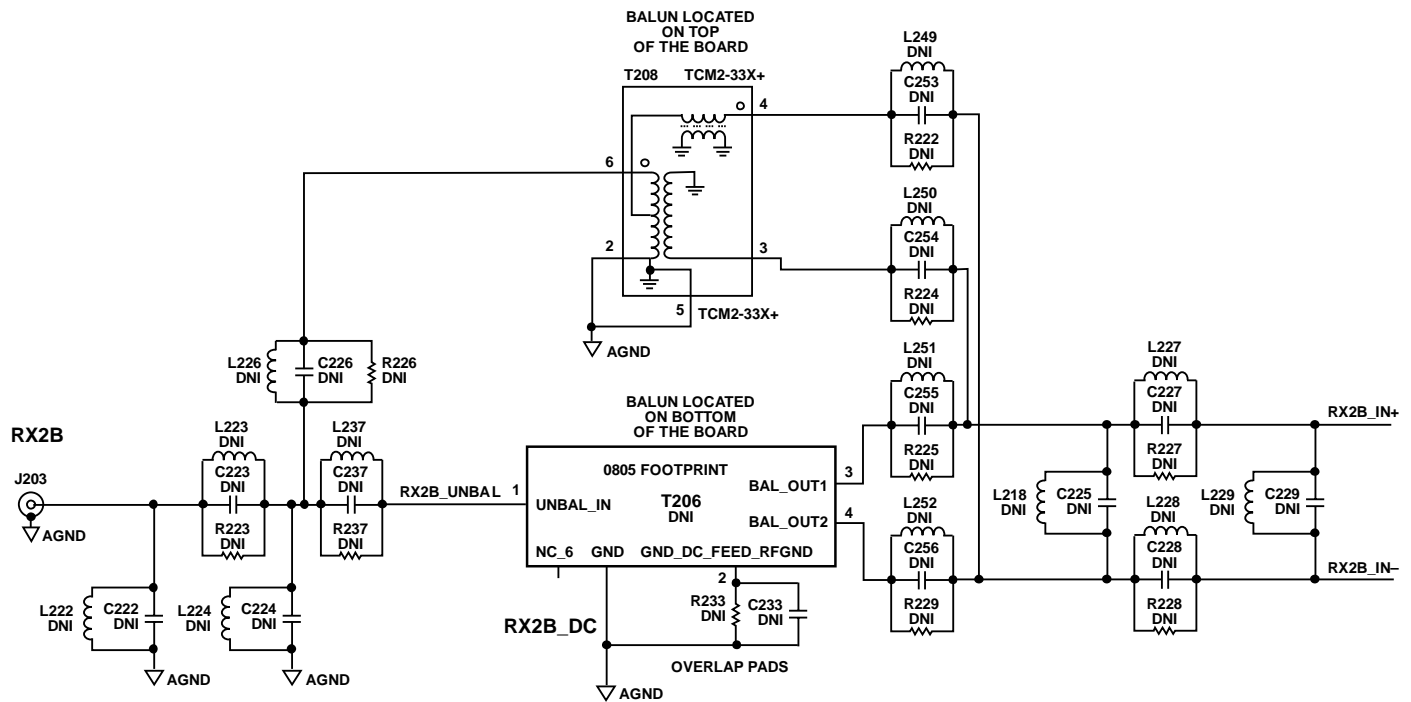 BALUN LOCATED
ON TOP
OF THE BOARD
T208 TCM2-33X+
4
6
2
3
5
TCM2-33X+
AGND
L249
DNI
C253
DNI
R222
DNI
L250
DNI
C254
DNI
R224
DNI
L226
DNI
C226
DNI
R226
DNI
RX2B
J203
AGND
L223
DNI
C223
DNI
R223
DNI
L237
DNI
C237
DNI
R237
DNI
L222
DNI
C222
DNI
AGND
L224
DNI
C224
DNI
AGND
RX2B_UNBAL
1
BALUN LOCATED
ON BOTTOM
OF THE BOARD
0805 FOOTPRINT
UNBAL_IN
T206
DNI
BAL_OUT1
3
BAL_OUT2
4
NC_6 GND GND_DC_FEED_RFGND
2
R233
DNI
C233
DNI
RX2B_DC
OVERLAP PADS
AGND
L251
DNI
C255
DNI
R225
DNI
L252
DNI
C256
DNI
R229
DNI
L218
DNI
C225
DNI
L227
DNI
C227
DNI
R227
DNI
L228
DNI
C228
DNI
R228
DNI
L229
DNI
C229
DNI
RX2B_IN+
RX2B_IN–